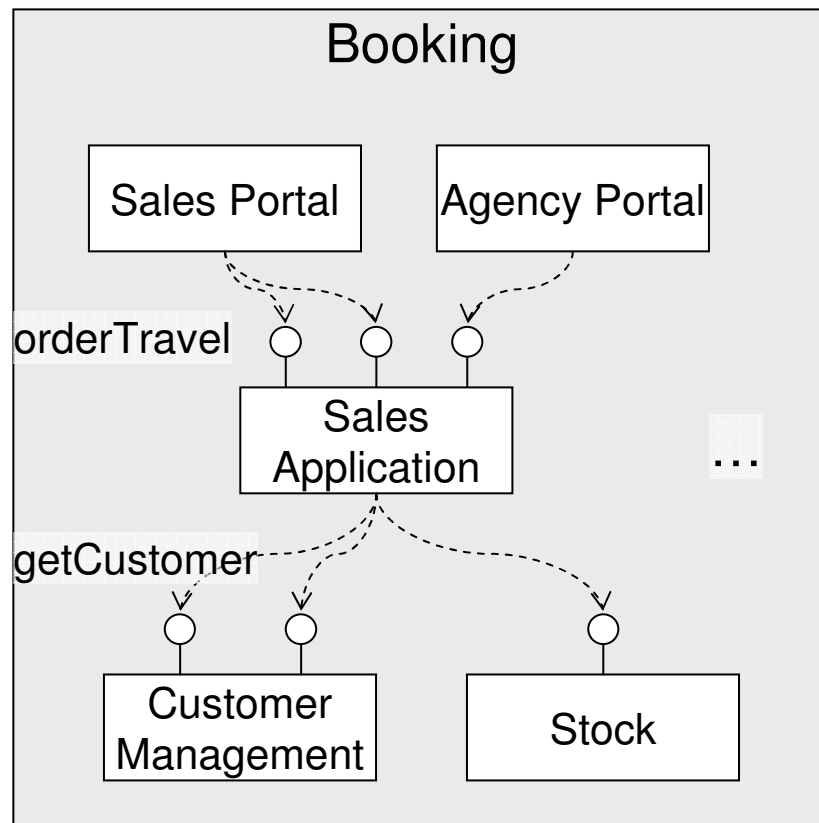 Booking
Sales Portal
Agency Portal
orderTravel
Sales
Application
...
getCustomer
Customer
Management
Stock